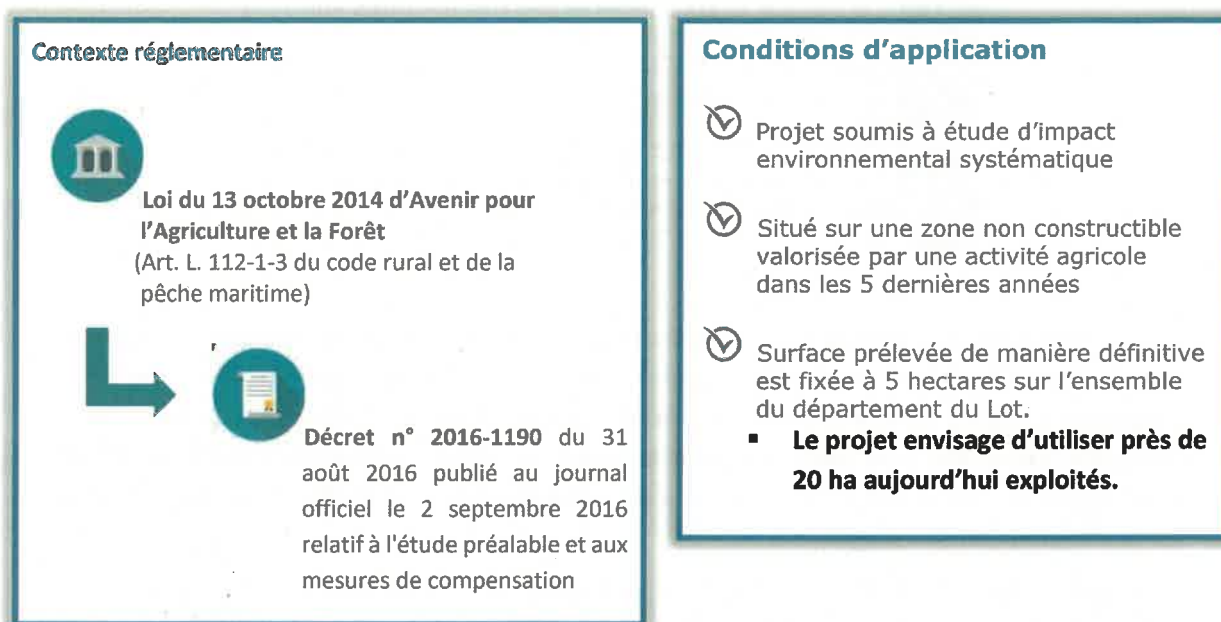 Contexte réglementaire
Loi du 13 octobre 2014 d'Avenir pour
l'Agriculture et la Forêt
(Art. L. 112-1-3 du code rural et de la
pêche maritime)
Décret n° 2016-1190 du 31
août 2016 publié au journal
officiel le 2 septembre 2016
relatif à l'étude préalable et aux
mesures de compensation
Conditions d'application
Projet soumis à étude d'impact
environnemental systématique
Situé sur une zone non constructible
valorisée par une activité agricole
dans les 5 dernières années
Surface prélevée de manière définitive
est fixée à 5 hectares sur l'ensemble
du département du Lot.
▪ Le projet envisage d'utiliser près de
20 ha aujourd'hui exploités.